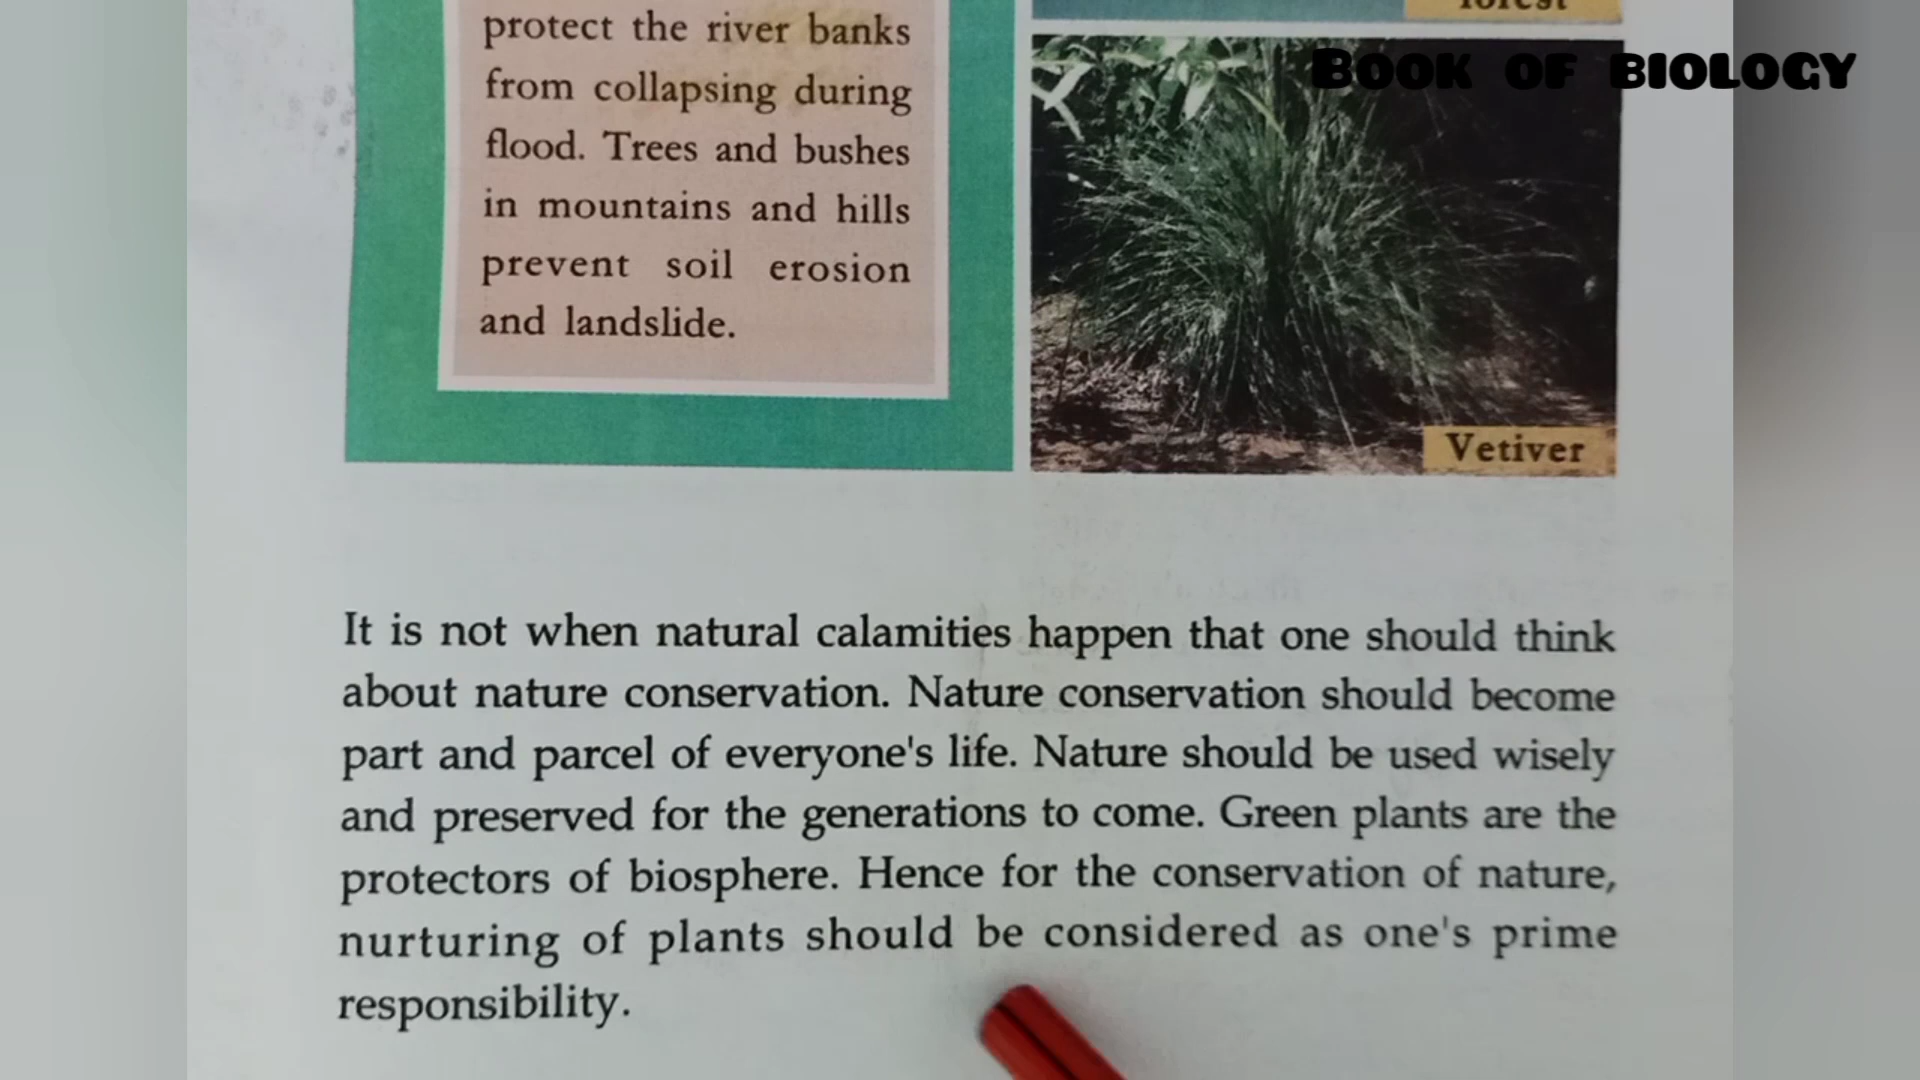 protect the river banks
from collapsing during
flood. Trees and bushes
in mountains and hills
prevent soil erosion
and landslide.
forest
BOOK OF BIOLOGY
Vetiver
It is not when natural calamities happen that one should think
about nature conservation. Nature conservation should become
part and parcel of everyone's life. Nature should be used wisely
and preserved for the generations to come. Green plants are the
protectors of biosphere. Hence for the conservation of nature,
nurturing of plants should be considered as one's prime
responsibility.